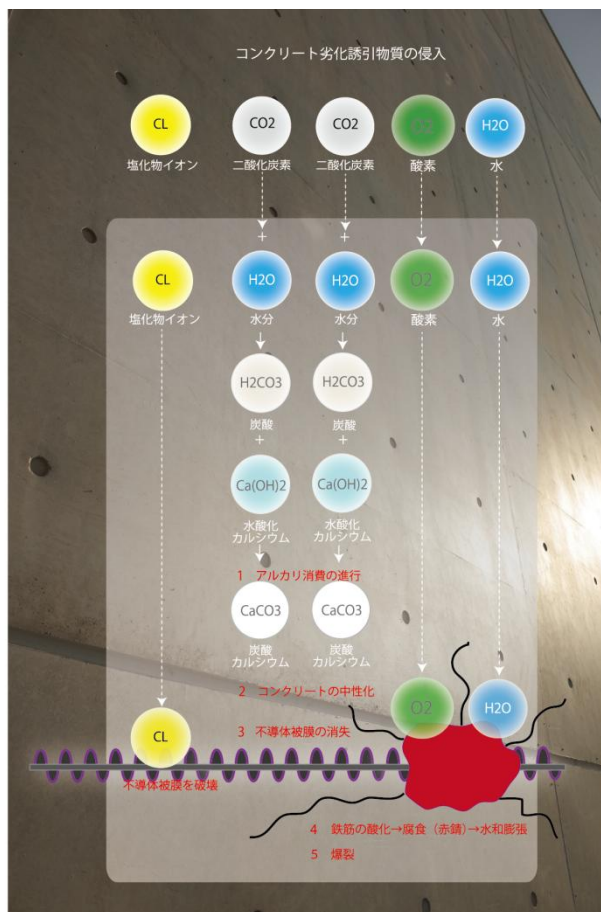 コンクリート劣化誘引物質の侵入
CL CO2 CO2 O2 H2O
塩化物イオン 二酸化炭素 二酸化炭素 酸素 水
+ +
CL H2O H2O O2 H2O
塩化物イオン 水分 水分 酸素 水
H2CO3 H2CO3
炭酸 炭酸
+ +
Ca(OH)2 Ca(OH)2
水酸化 水酸化
カルシウム カルシウム
1 アルカリ消費の進行
CaCO3 CaCO3
炭酸 炭酸
カルシウム カルシウム
2 コンクリートの中性化
O2 H2O
3 不導体被膜の消失
CL
不導体被膜を破壊
4 鉄筋の酸化→腐食（赤錆）→水和膨張
5 爆裂